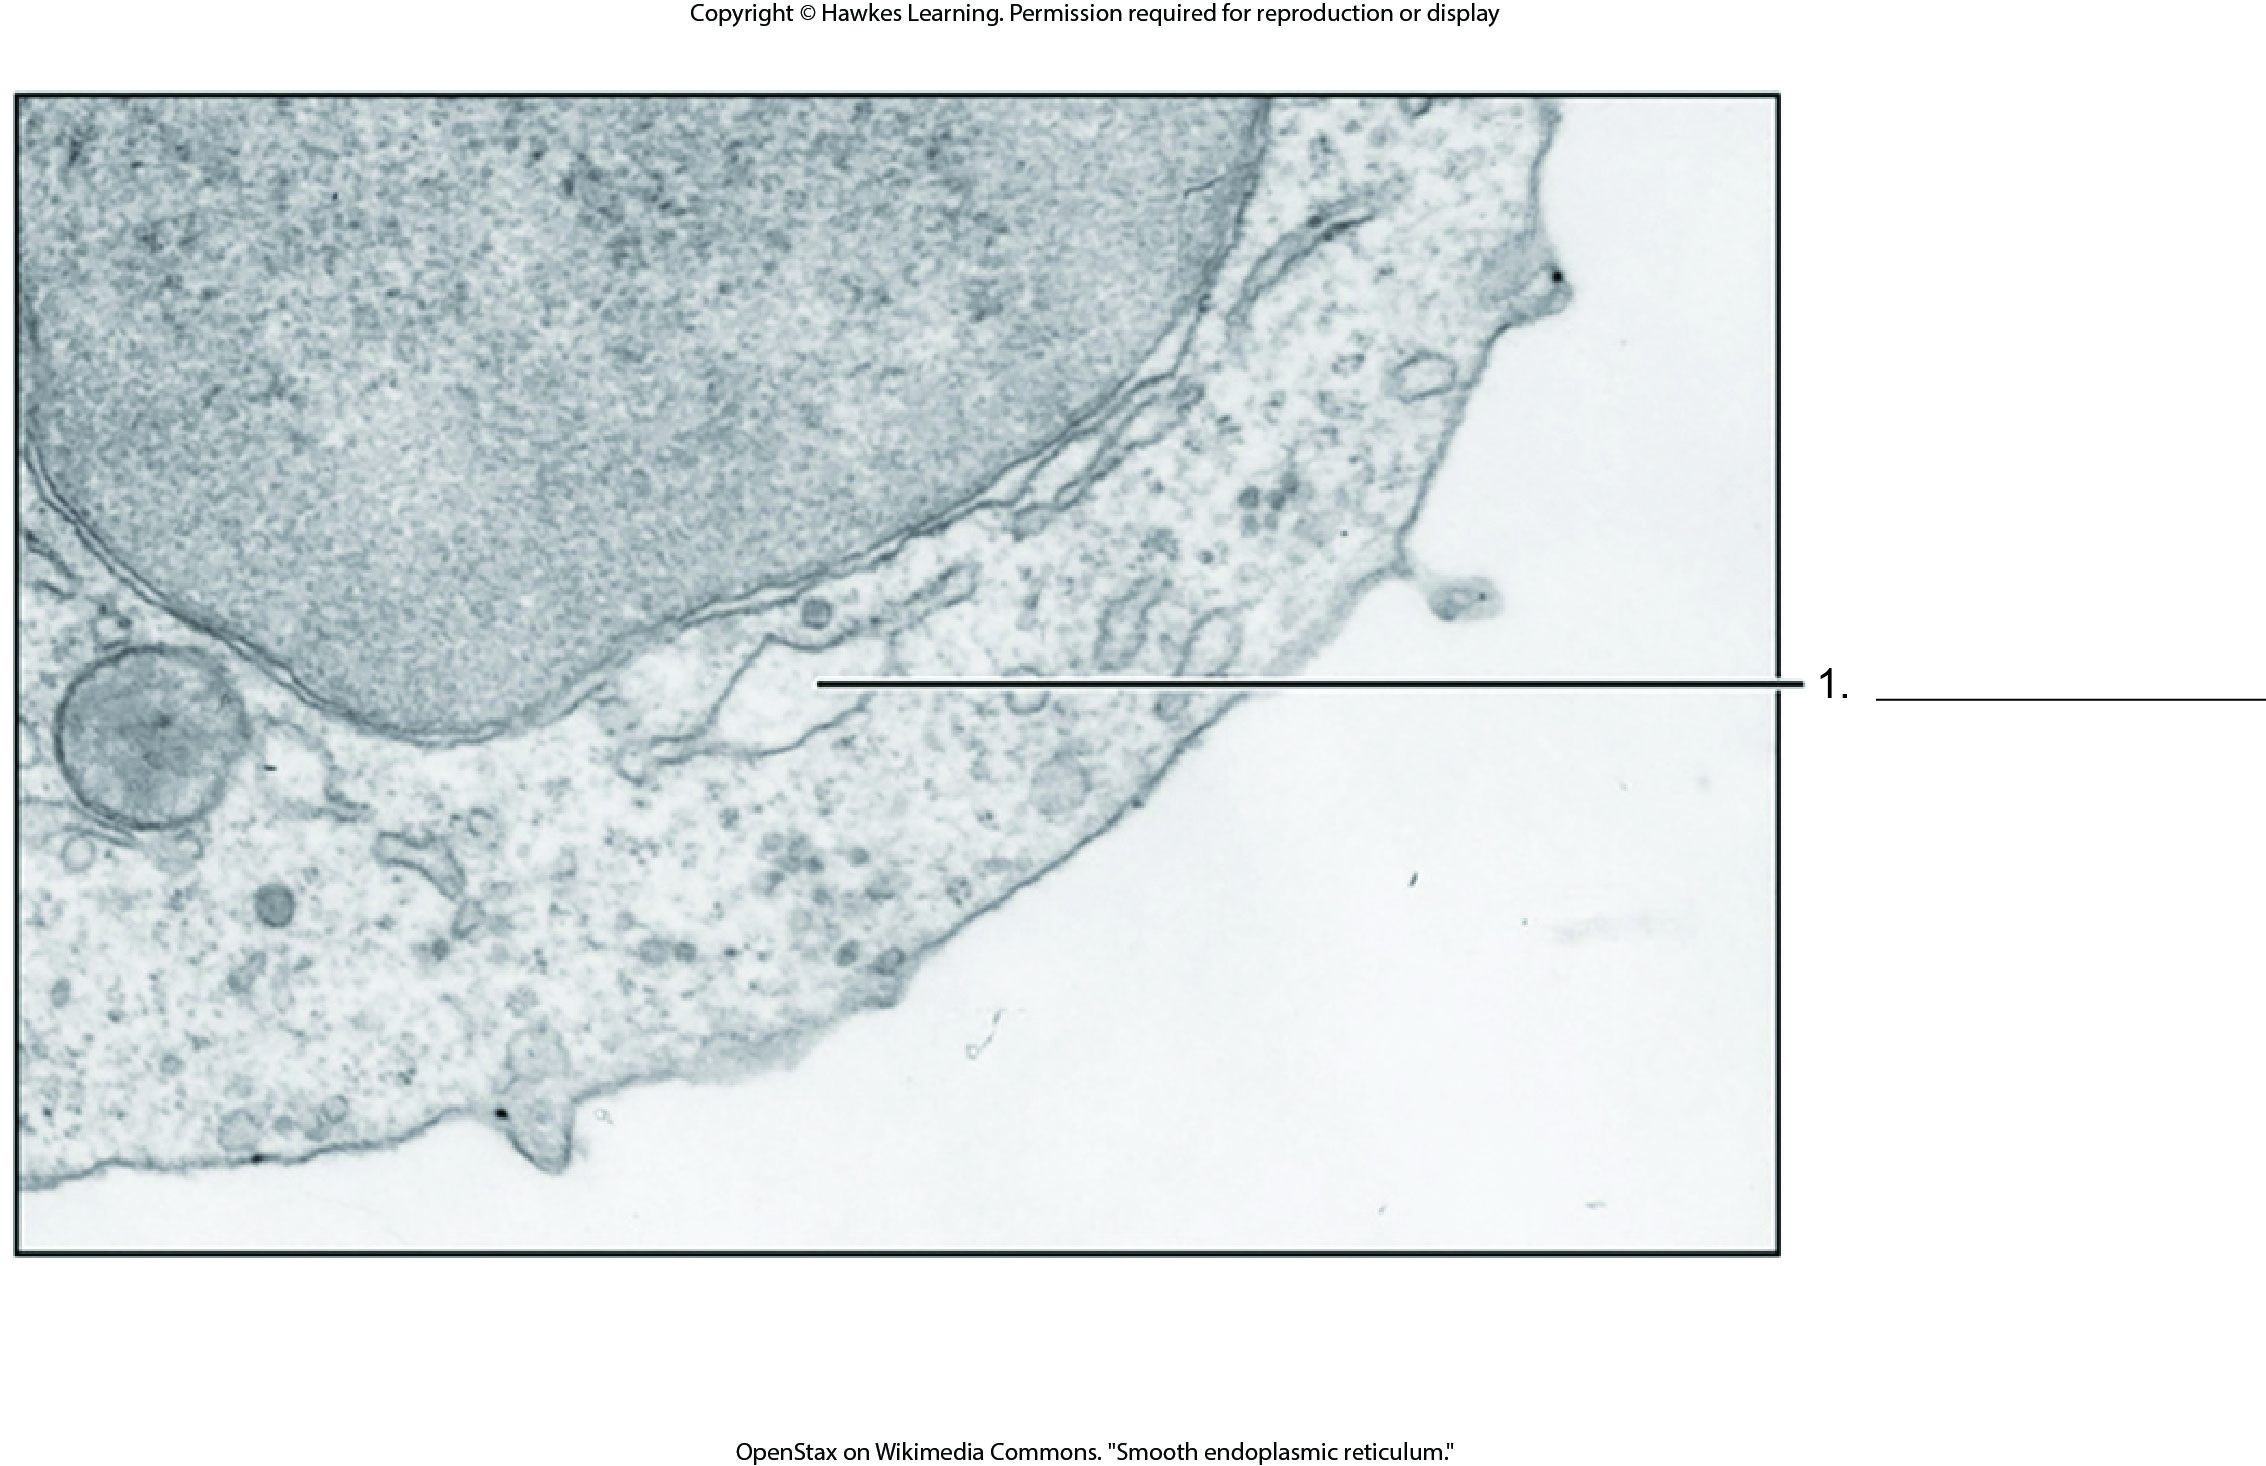 Copyright © Hawkes Learning. Permission required for reproduction or display
1.
OpenStax on Wikimedia Commons. "Smooth endoplasmic reticulum."